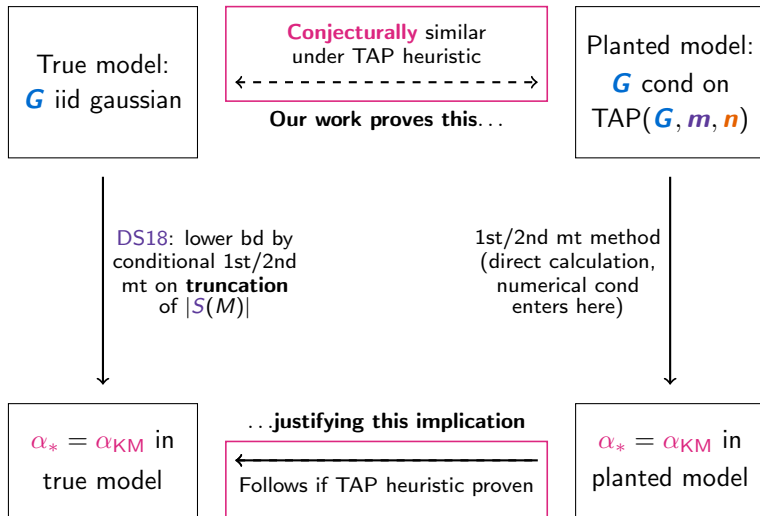 True model:
G iid gaussian
Conjecturally similar
under TAP heuristic
Our work proves this...
Planted model:
G cond on
TAP(G, m, n)
DS18: lower bd by
conditional 1st/2nd
mt on truncation
of |S(M)|
1st/2nd mt method
(direct calculation,
numerical cond
enters here)
α∗ = αKM in
true model
...justifying this implication
Follows if TAP heuristic proven
α∗ = αKM in
planted model